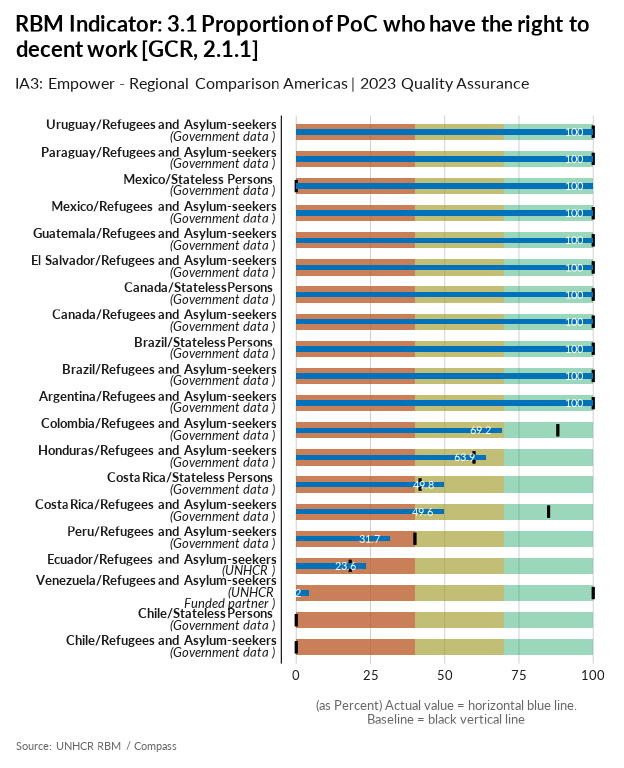 RBM Indicator: 3.1 Proportion of PoC who have the right to
decent work [GCR, 2.1.1]
IA3: Empower - Regional Comparison Americas | 2023 Quality Assurance
Uruguay/Refugees and Asylum-seekers
(Government data )
100
Paraguay/Refugees and Asylum-seekers
(Government data )
100
Mexico/Stateless Persons
(Government data )
100
Mexico/Refugees and Asylum-seekers
(Government data )
100
Guatemala/Refugees and Asylum-seekers
(Government data )
100
El Salvador/Refugees and Asylum-seekers
(Government data )
100
Canada/Stateless Persons
(Government data )
100
Canada/Refugees and Asylum-seekers
(Government data )
100
Brazil/Stateless Persons
(Government data )
100
Brazil/Refugees and Asylum-seekers
(Government data )
100
Argentina/Refugees and Asylum-seekers
(Government data )
100
Colombia/Refugees and Asylum-seekers
(Government data )
69.2
Honduras/Refugees and Asylum-seekers
(Government data )
63.9
Costa Rica/Stateless Persons
(Government data )
49.8
Costa Rica/Refugees and Asylum-seekers
(Government data )
49.6
Peru/Refugees and Asylum-seekers
(Government data )
31.7
Ecuador/Refugees and Asylum-seekers
(UNHCR )
23.6
Venezuela/Refugees and Asylum-seekers
(UNHCR
Funded partner )
Chile/Stateless Persons
(Government data )
Chile/Refugees and Asylum-seekers
(Government data )
0 25 50 75 100
(as Percent) Actual value = horizontal blue line.
Baseline = black vertical line
Source: UNHCR RBM / Compass